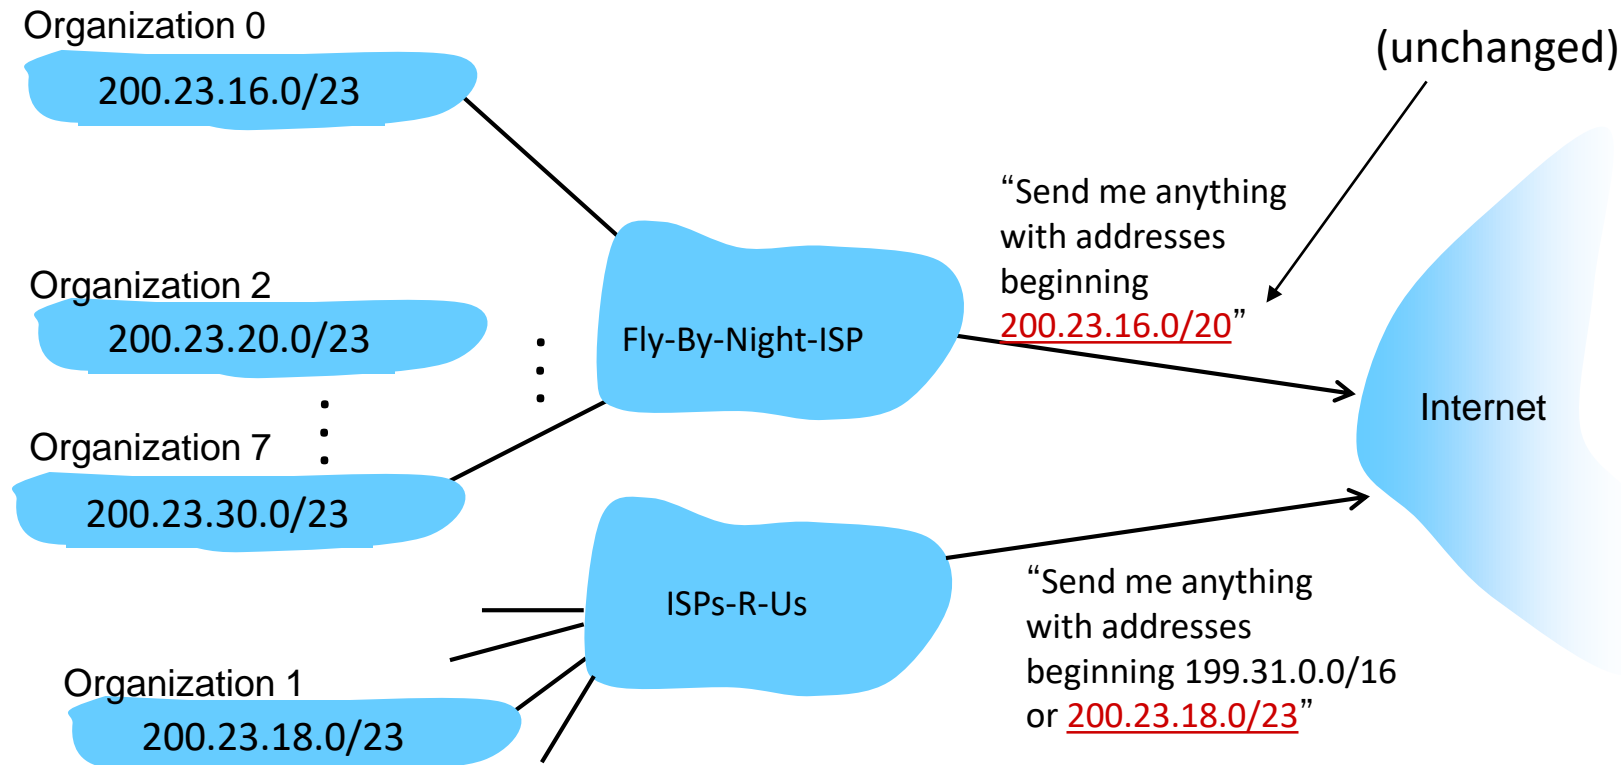 Organization 0
200.23.16.0/23
(unchanged)
“Send me anything
with addresses
beginning
200.23.16.0/20”
Organization 2
200.23.20.0/23
Fly-By-Night-ISP
Internet
Organization 7
200.23.30.0/23
ISPs-R-Us
“Send me anything
with addresses
beginning 199.31.0.0/16
or 200.23.18.0/23”
Organization 1
200.23.18.0/23